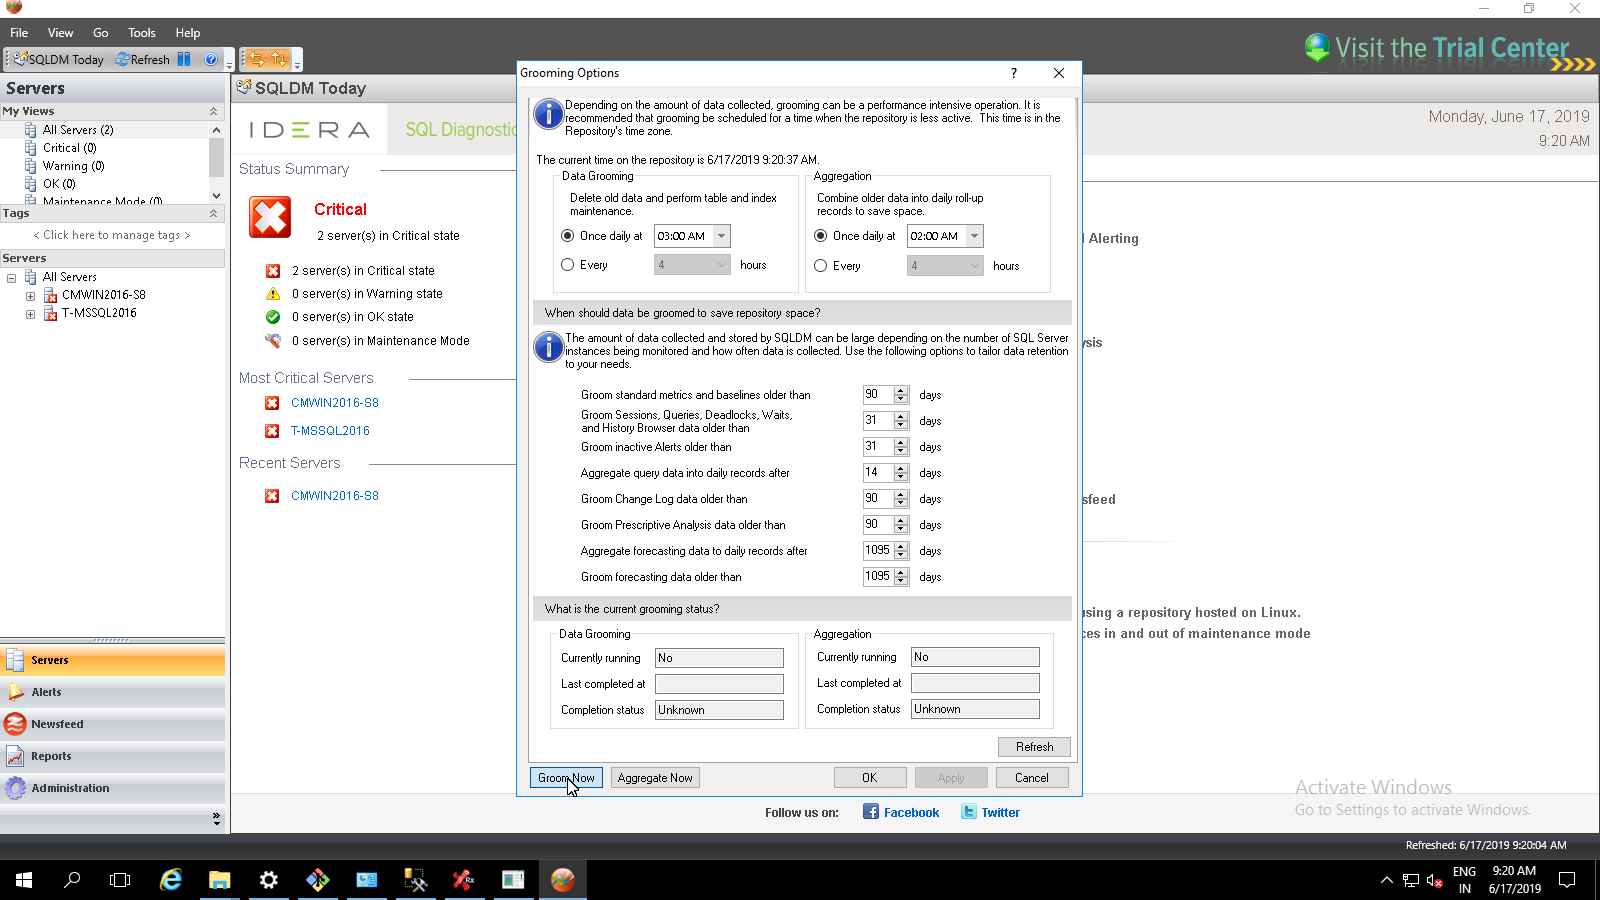 File View Go Tools Help
Visit the Trial Center
SQLDM Today Refresh
Servers
My Views
All Servers (2)
Critical (0)
Warning (0)
OK (0)
Maintenance Mode (0)
Tags
< Click here to manage tags >
Servers
All Servers
CMWIN2016-S8
T-MSSQL2016
Servers
Alerts
Newsfeed
Reports
Administration
SQLDM Today
IDERA SQL Diagnostic
Monday, June 17, 2019
9:20 AM
Status Summary
Critical
2 server(s) in Critical state
2 server(s) in Critical state
0 server(s) in Warning state
0 server(s) in OK state
0 server(s) in Maintenance Mode
Most Critical Servers
CMWIN2016-S8
T-MSSQL2016
Recent Servers
CMWIN2016-S8
Grooming Options
?
Depending on the amount of data collected, grooming can be a performance intensive operation. It is
recommended that grooming be scheduled for a time when the repository is less active. This time is in the
Repository's time zone.
The current time on the repository is 6/17/2019 9:20:37 AM.
Data Grooming
Delete old data and perform table and index
maintenance.
Once daily at 03:00 AM
Every 4 hours
Aggregation
Combine older data into daily roll-up
records to save space.
Once daily at 02:00 AM
Every 4 hours
When should data be groomed to save repository space?
The amount of data collected and stored by SQLDM can be large depending on the number of SQL Server
instances being monitored and how often data is collected. Use the following options to tailor data retention
to your needs.
Groom standard metrics and baselines older than 90 days
Groom Sessions, Queries, Deadlocks, Waits,
and History Browser data older than 31 days
Groom inactive Alerts older than 31 days
Aggregate query data into daily records after 14 days
Groom Change Log data older than 90 days
Groom Prescriptive Analysis data older than 90 days
Aggregate forecasting data to daily records after 1095 days
Groom forecasting data older than 1095 days
What is the current grooming status?
Data Grooming
Currently running No
Last completed at
Completion status Unknown
Aggregation
Currently running No
Last completed at
Completion status Unknown
Refresh
Groom Now Aggregate Now OK Apply Cancel
Alerting
ysis
sfeed
using a repository hosted on Linux.
ces in and out of maintenance mode
Follow us on: Facebook Twitter
Activate Windows
Go to Settings to activate Windows.
Refreshed: 6/17/2019 9:20:04 AM
ENG
IN
9:20 AM
6/17/2019